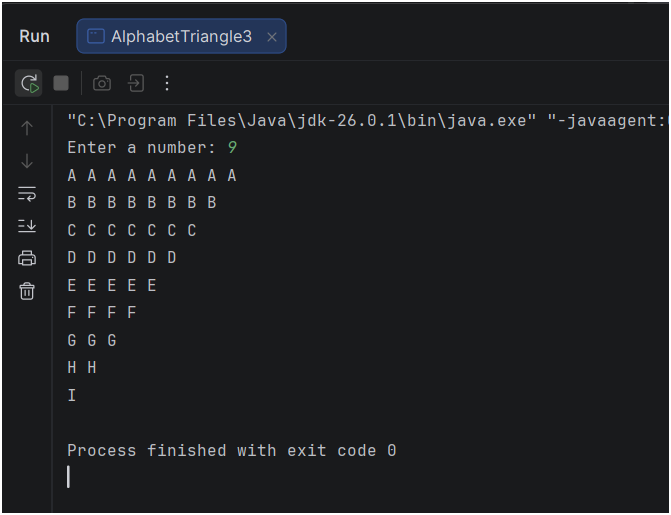 Run AlphabetTriangle3
"C:\Program Files\Java\jdk-26.0.1\bin\java.exe" "-javaagent:
Enter a number: 9
A A A A A A A A A
B B B B B B B B
C C C C C C C
D D D D D D
E E E E E
F F F F
G G G
H H
I
Process finished with exit code 0